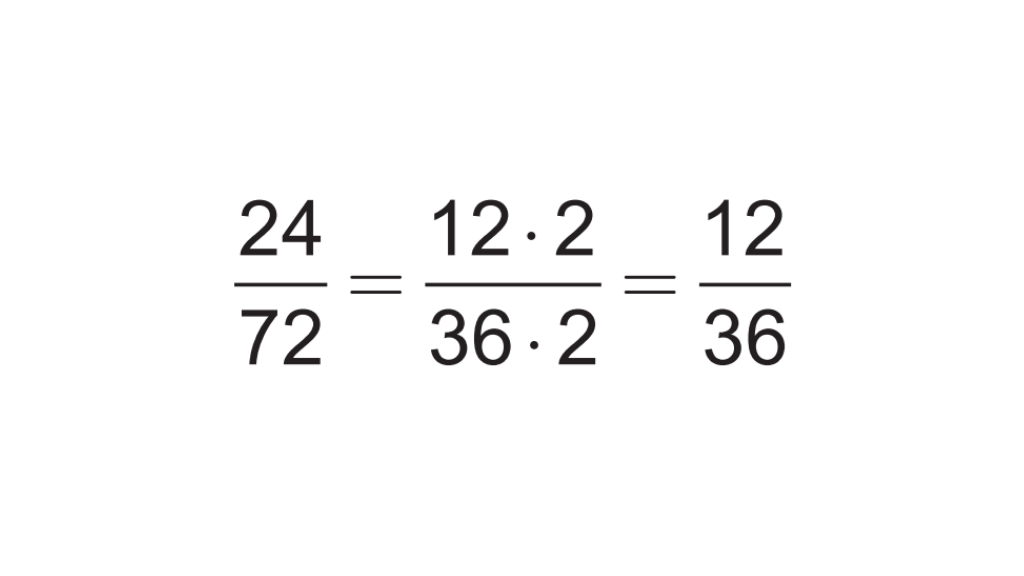 24/72 = 12 · 2/36 · 2 = 12/36